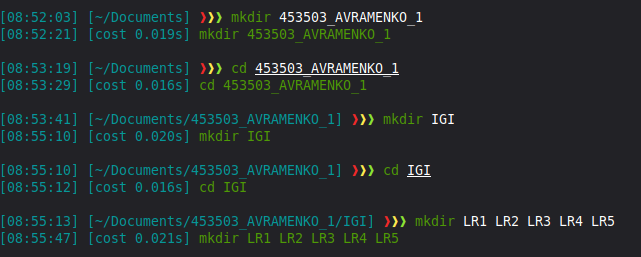 [08:52:03] [~/Documents] ❯❯❯ mkdir 453503_AVRAMENKO_1
[08:52:21] [cost 0.019s] mkdir 453503_AVRAMENKO_1
[08:53:19] [~/Documents] ❯❯❯ cd 453503_AVRAMENKO_1
[08:53:29] [cost 0.016s] cd 453503_AVRAMENKO_1
[08:53:41] [~/Documents/453503_AVRAMENKO_1] ❯❯❯ mkdir IGI
[08:55:10] [cost 0.020s] mkdir IGI
[08:55:10] [~/Documents/453503_AVRAMENKO_1] ❯❯❯ cd IGI
[08:55:12] [cost 0.016s] cd IGI
[08:55:13] [~/Documents/453503_AVRAMENKO_1/IGI] ❯❯❯ mkdir LR1 LR2 LR3 LR4 LR5
[08:55:47] [cost 0.021s] mkdir LR1 LR2 LR3 LR4 LR5